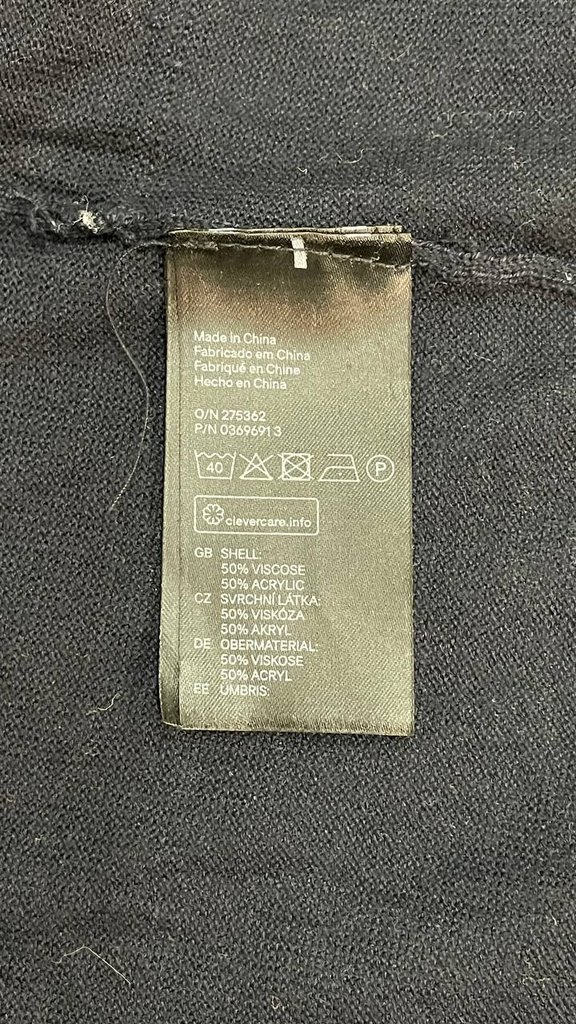 Made in China
Fabricado em China
Fabriqué en Chine
Hecho en China
O/N 275362
P/N 03696913
40 P
clevercare.info
GB SHELL:
50% VISCOSE
50% ACRYLIC
CZ SVRCHNÍ LÁTKA:
50% VISKÓZA
50% AKRYL
DE OBERMATERIAL:
50% VISKOSE
50% ACRYL
EE ÜMBRIS: